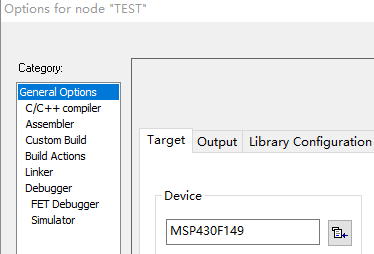 Options for node "TEST"
Category:
General Options
C/C++ compiler
Assembler
Custom Build
Build Actions
Linker
Debugger
FET Debugger
Simulator
Target Output Library Configuration
Device
MSP430F149